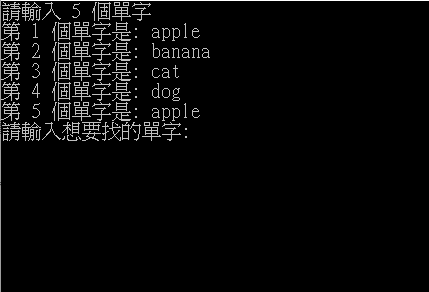 請輸入 5 個單字
第 1 個單字是: apple
第 2 個單字是: banana
第 3 個單字是: cat
第 4 個單字是: dog
第 5 個單字是: apple
請輸入想要找的單字: